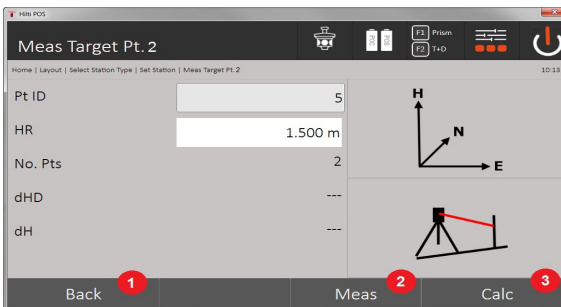 Hilti POS
Meas Target Pt. 2
POC
POS
F1 Prism
F2 T+D
Home | Layout | Select Station Type | Set Station | Meas Target Pt. 2
10:13
Pt ID 5
HR 1.500 m
No. Pts 2
dHD ---
dH ---
H
N
E
1
2
3
Back Meas Calc